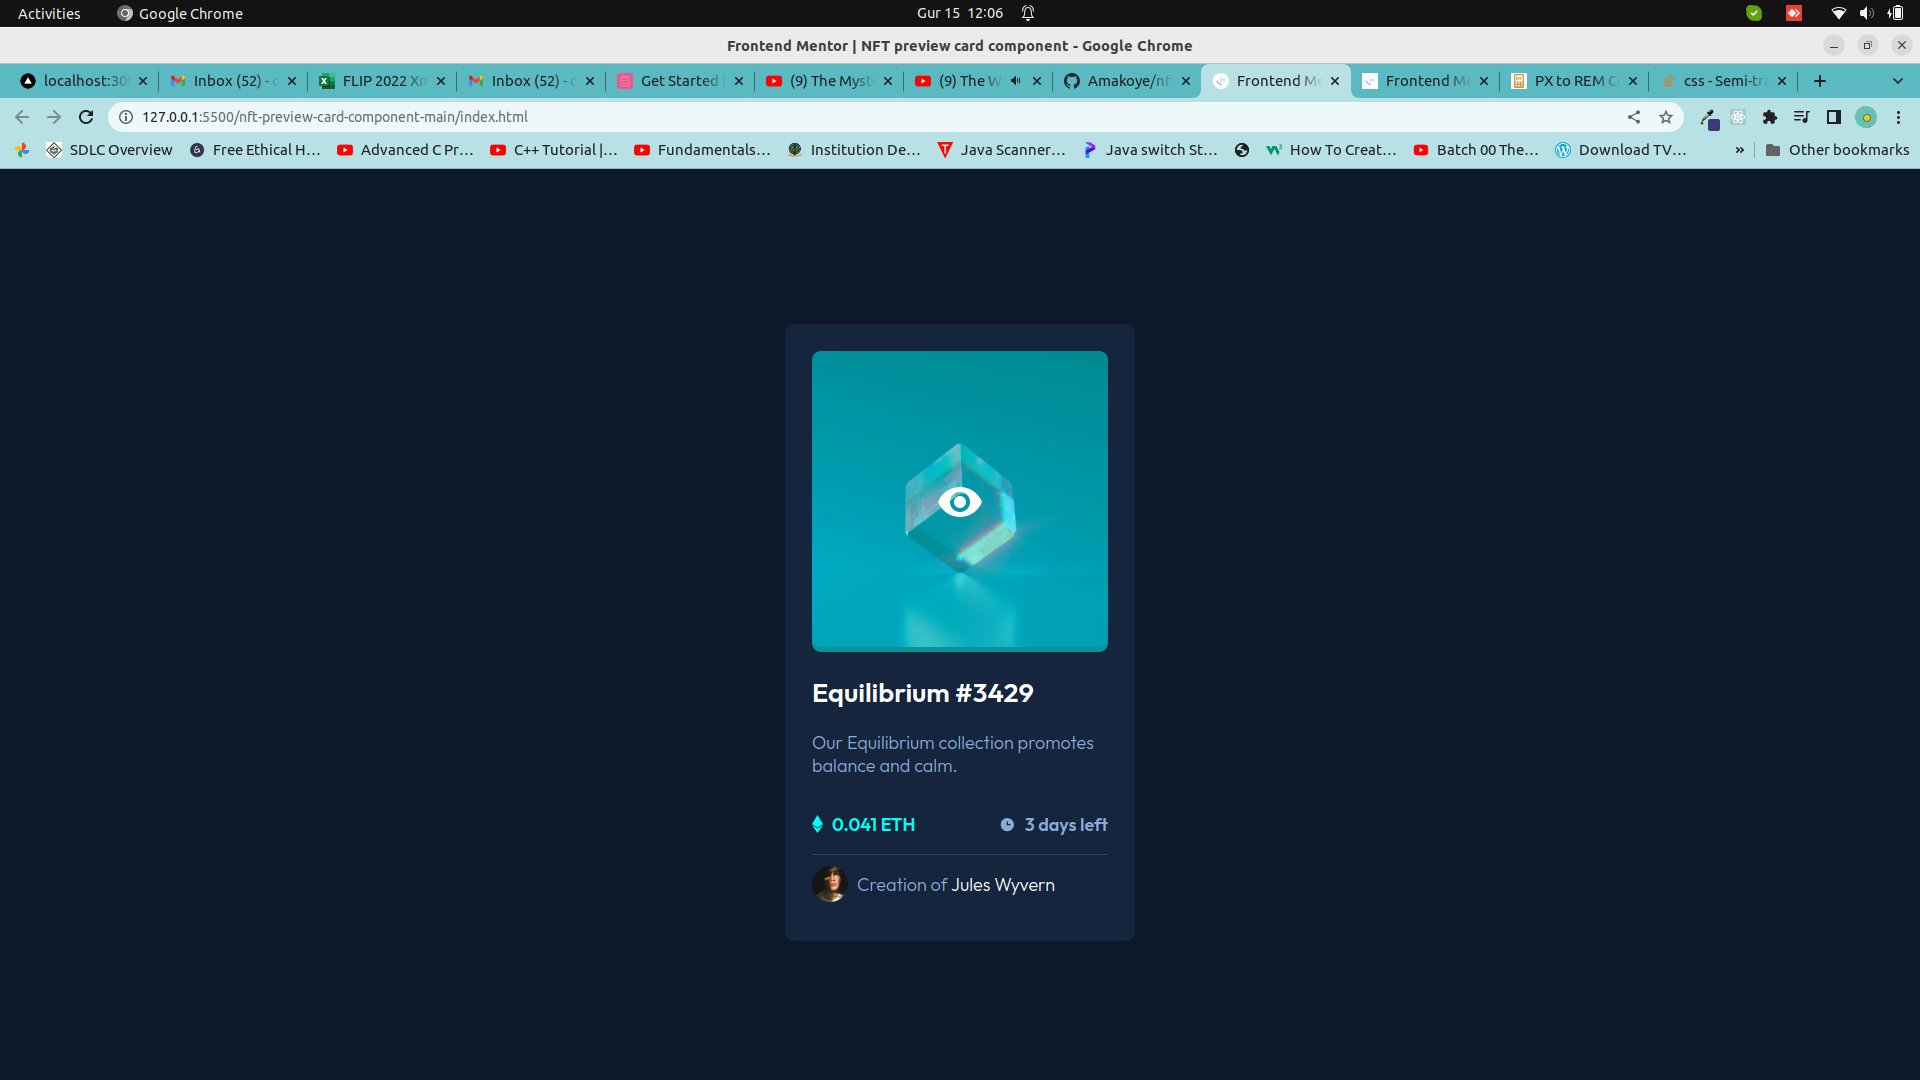 Activities
Google Chrome
Gur 15 12:06
Frontend Mentor | NFT preview card component - Google Chrome
localhost:30
Inbox (52) - c
FLIP 2022 Xn
Inbox (52) - c
Get Started |
(9) The Myst
(9) The W
Amakoye/nf
Frontend Me
Frontend Me
PX to REM C
css - Semi-tra
127.0.0.1:5500/nft-preview-card-component-main/index.html
SDLC Overview
Free Ethical H...
Advanced C Pr...
C++ Tutorial |...
Fundamentals...
Institution De...
Java Scanner...
Java switch St...
How To Creat...
Batch 00 The...
Download TV...
»
Other bookmarks
Equilibrium #3429
Our Equilibrium collection promotes
balance and calm.
0.041 ETH
3 days left
Creation of Jules Wyvern